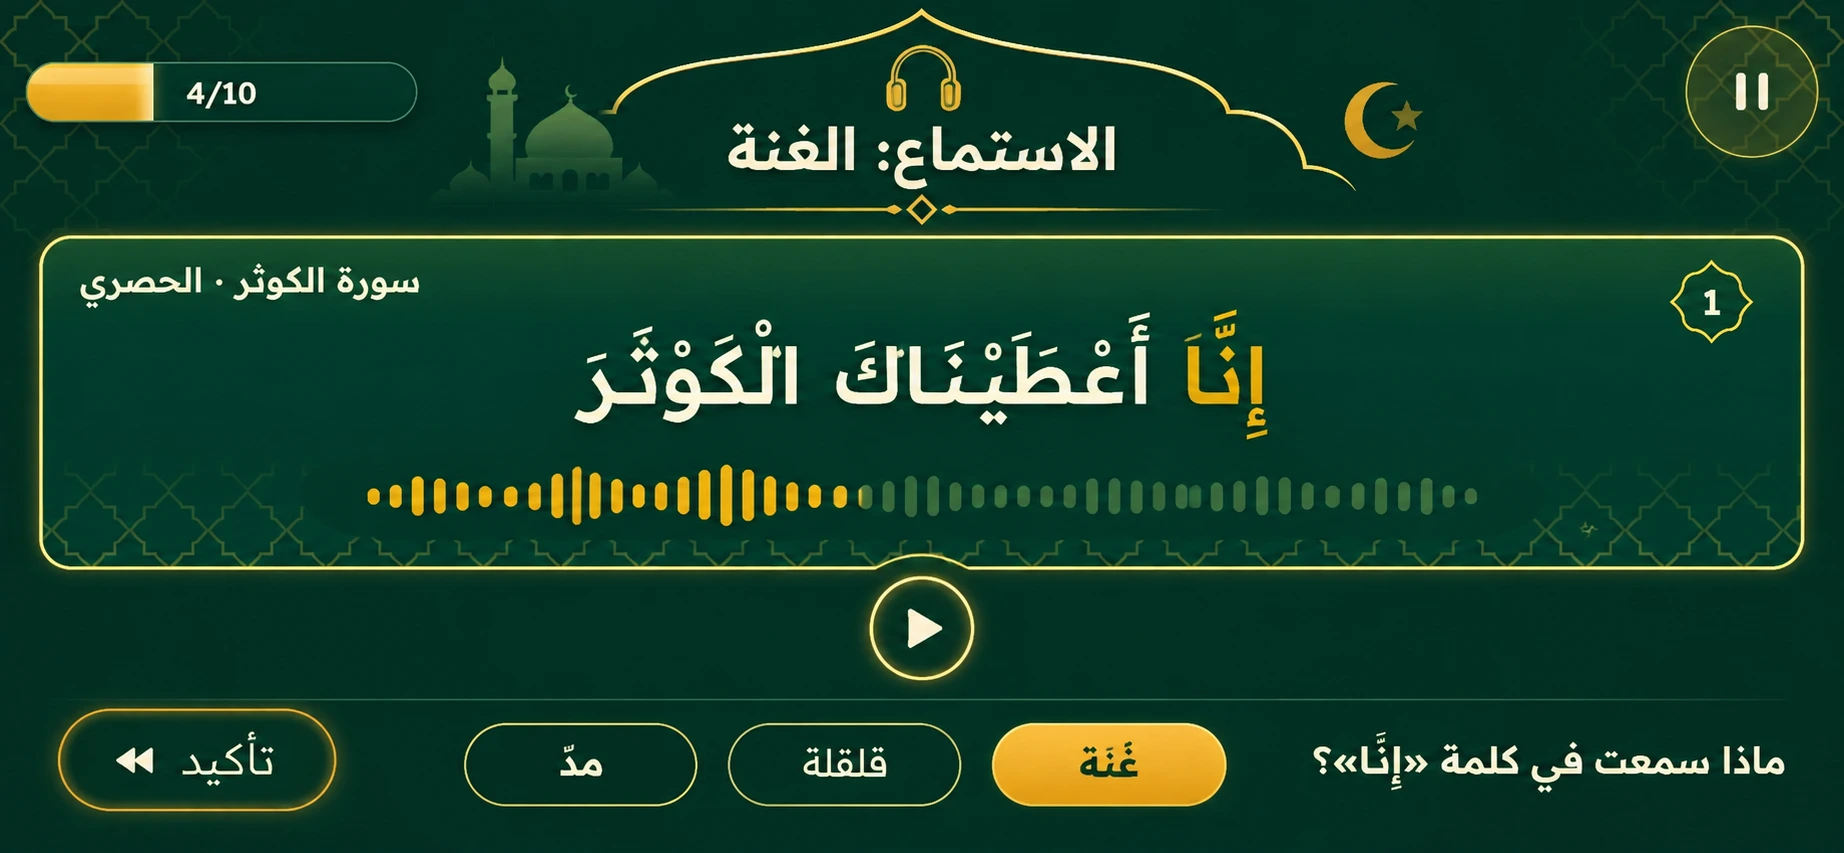 4/10
الاستماع: الغنة
سورة الكوثر · الحصري
1
إِنَّاَ أَعْطَيْنَاكَ الْكَوْثَرَ
ماذا سمعت في كلمة «إِنَّا»؟
غُنَة
قلقلة
مدّ
تأكيد